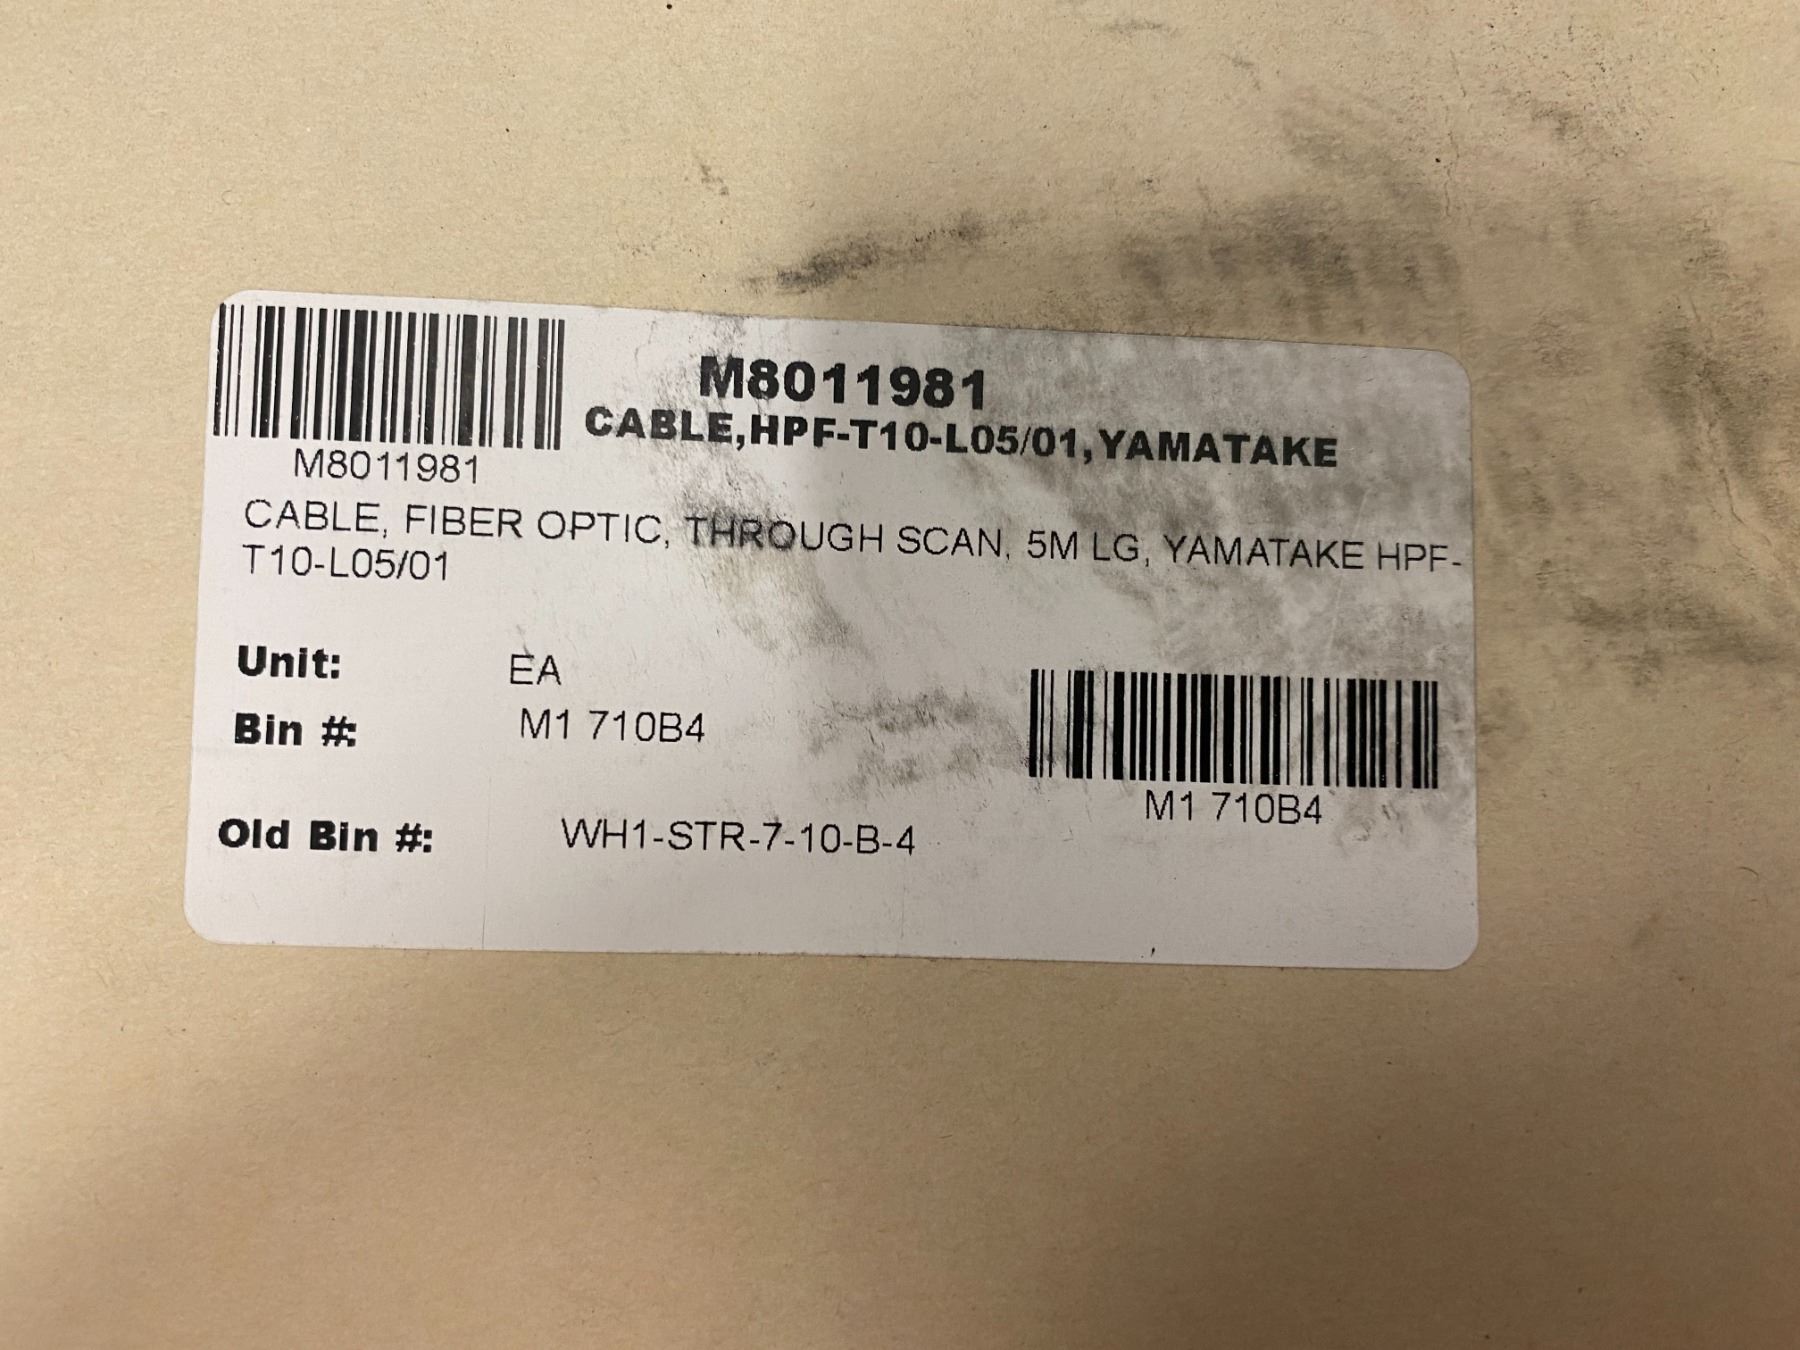 M8011981
CABLE,HPF-T10-L05/01,YAMATAKE
M8011981
CABLE, FIBER OPTIC, THROUGH SCAN, 5M LG, YAMATAKE HPF-
T10-L05/01
Unit: EA
Bin #: M1 710B4
M1 710B4
Old Bin #: WH1-STR-7-10-B-4